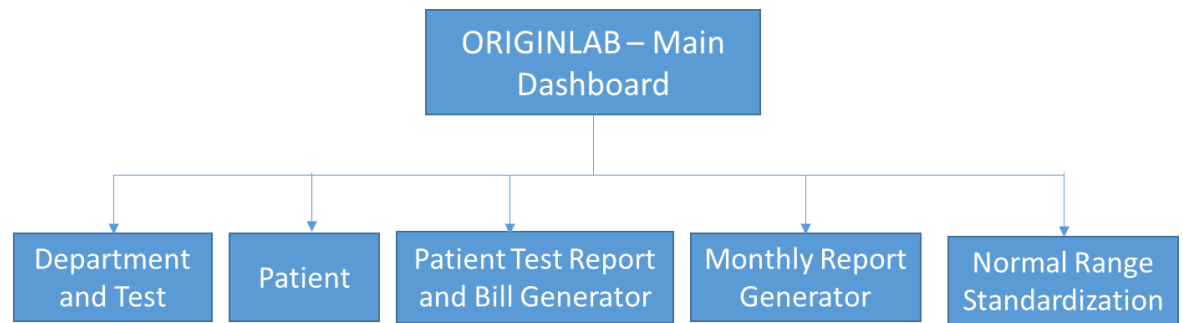 ORIGINLAB – Main
Dashboard
Department
and Test
Patient
Patient Test Report
and Bill Generator
Monthly Report
Generator
Normal Range
Standardization